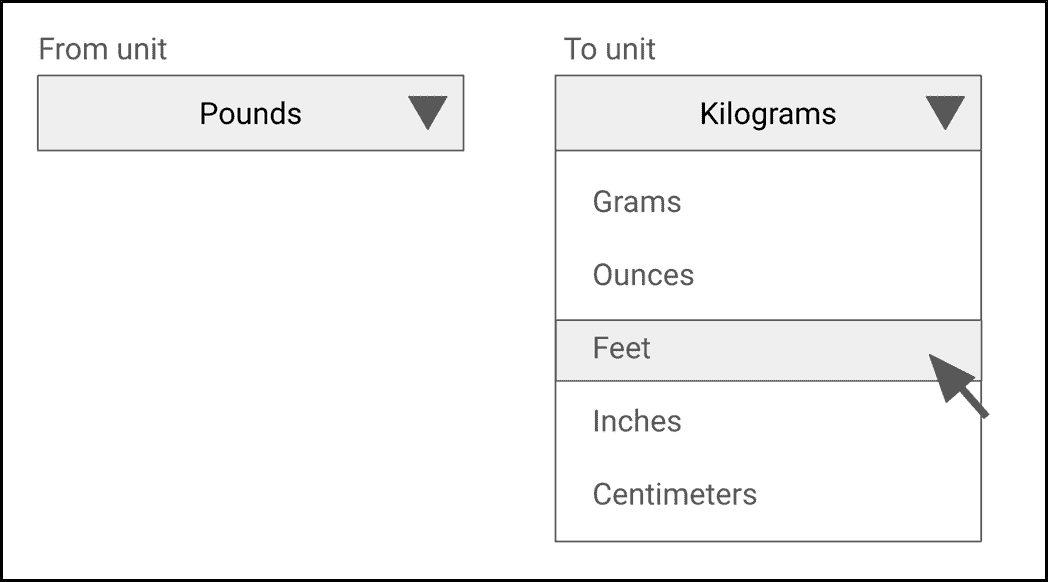 From unit
Pounds
To unit
Kilograms
Grams
Ounces
Feet
Inches
Centimeters